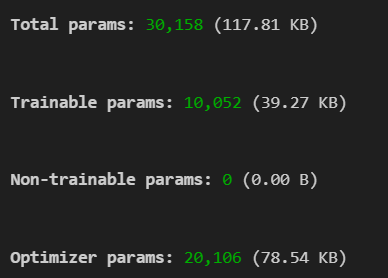 Total params: 30,158 (117.81 KB)
Trainable params: 10,052 (39.27 KB)
Non-trainable params: 0 (0.00 B)
Optimizer params: 20,106 (78.54 KB)